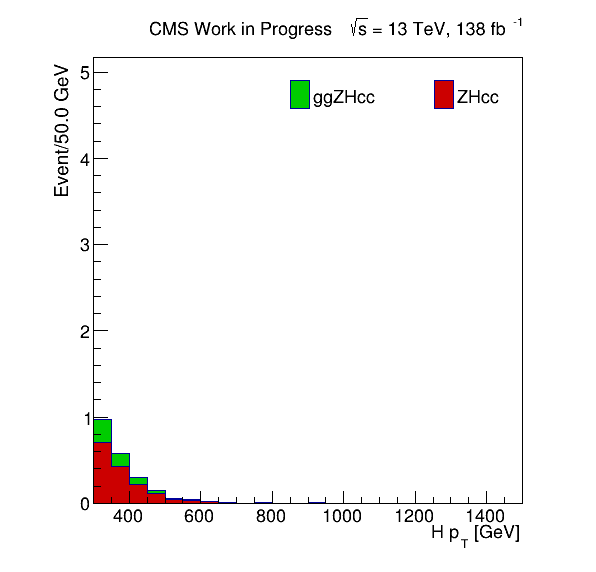 CMS Work in Progress √s = 13 TeV, 138 fb -1
Event/50.0 GeV
ggZHcc ZHcc
5
4
3
2
1
0
400 600 800 1000 1200 1400
H pT [GeV]